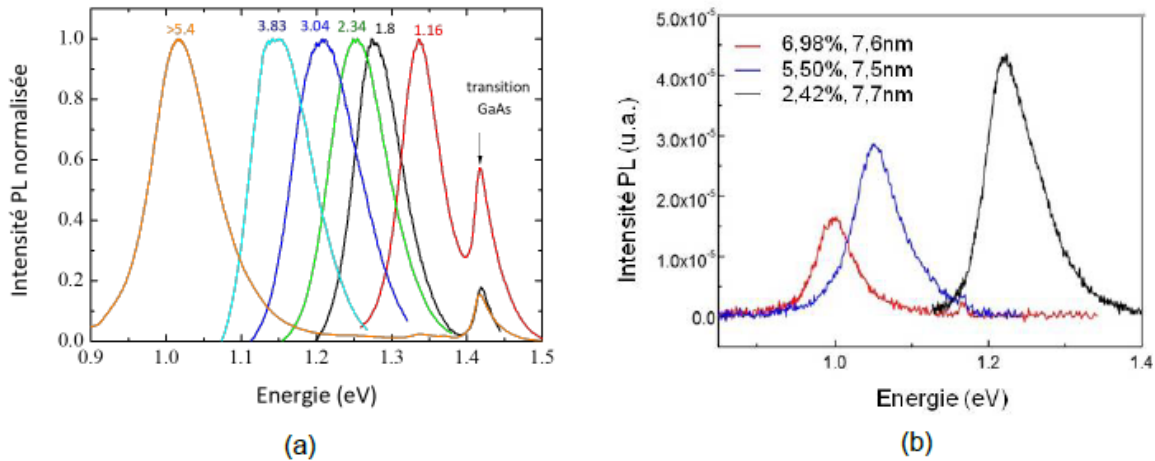 >5.4 3.83 3.04 2.34 1.8 1.16
transition
GaAs
Intensité PL normalisée
1.0
0.8
0.6
0.4
0.2
0.0
0.9 1.0 1.1 1.2 1.3 1.4 1.5
Energie (eV)
(a)
6,98%, 7,6nm
5,50%, 7,5nm
2,42%, 7,7nm
Intensité PL (u.a.)
5.0x10⁻⁵
4.0x10⁻⁵
3.0x10⁻⁵
2.0x10⁻⁵
1.0x10⁻⁵
0.0
1.0 1.2 1.4
Energie (eV)
(b)